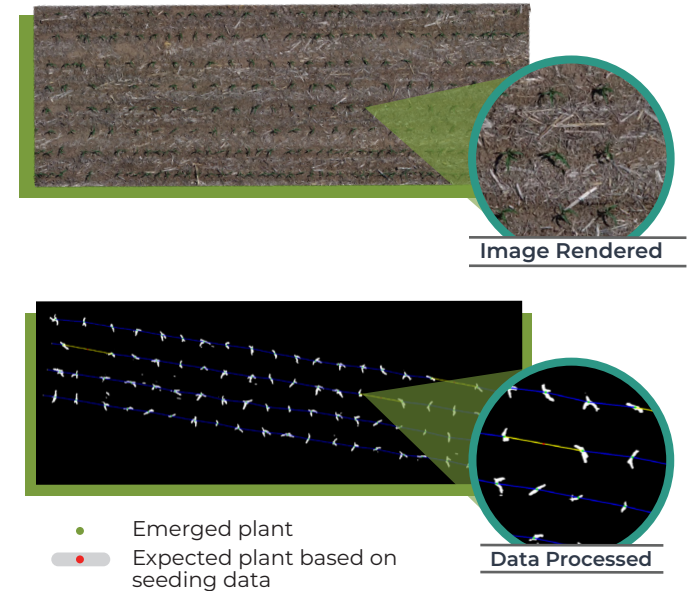 Image Rendered
Data Processed
Emerged plant
Expected plant based on
seeding data